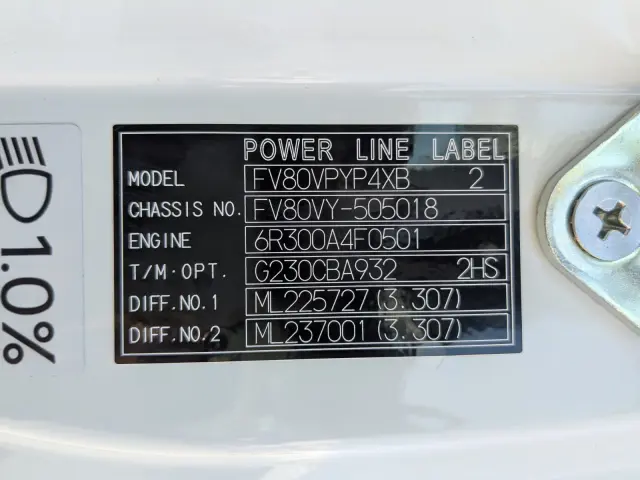 POWER LINE LABEL
MODEL FV80VPYP4XB 2
CHASSIS NO. FV80VY-505018
ENGINE 6R300A4F0501
T/M·OPT. G230CBA932 2HS
DIFF.NO.1 ML225727(3.307)
DIFF.NO.2 ML237001(3.307)
1.0%